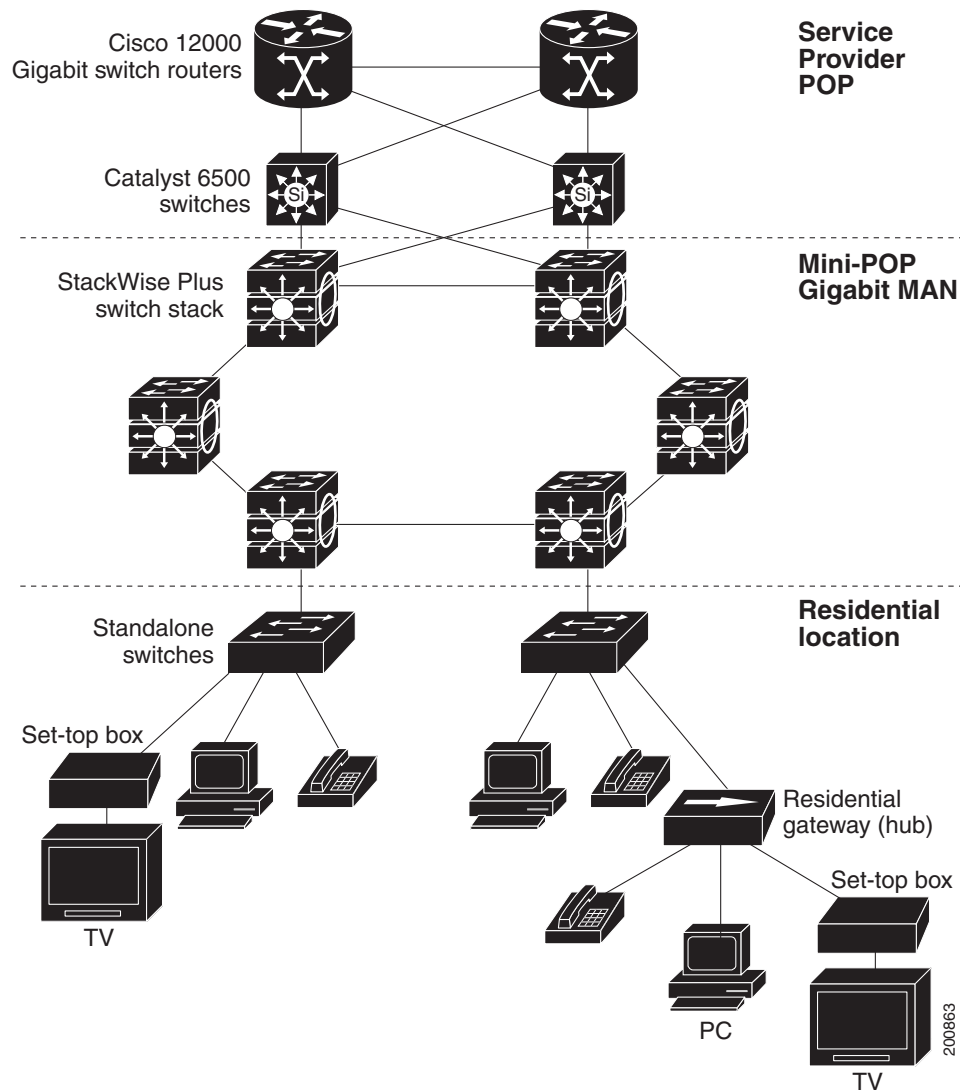 Cisco 12000
Gigabit switch routers
Service
Provider
POP
Catalyst 6500
switches
Si
Si
StackWise Plus
switch stack
Mini-POP
Gigabit MAN
Standalone
switches
Residential
location
Set-top box
TV
Residential
gateway (hub)
Set-top box
PC
TV
200863